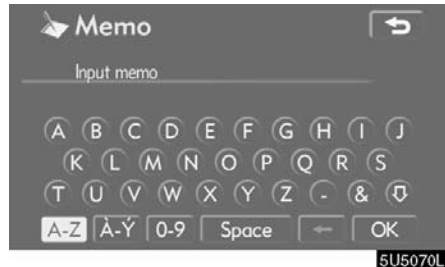 Memo
Input memo
A B C D E F G H I J
K L M N O P Q R S
T U V W X Y Z - &
A-Z À-Ý 0-9 Space ← OK
5U5070L